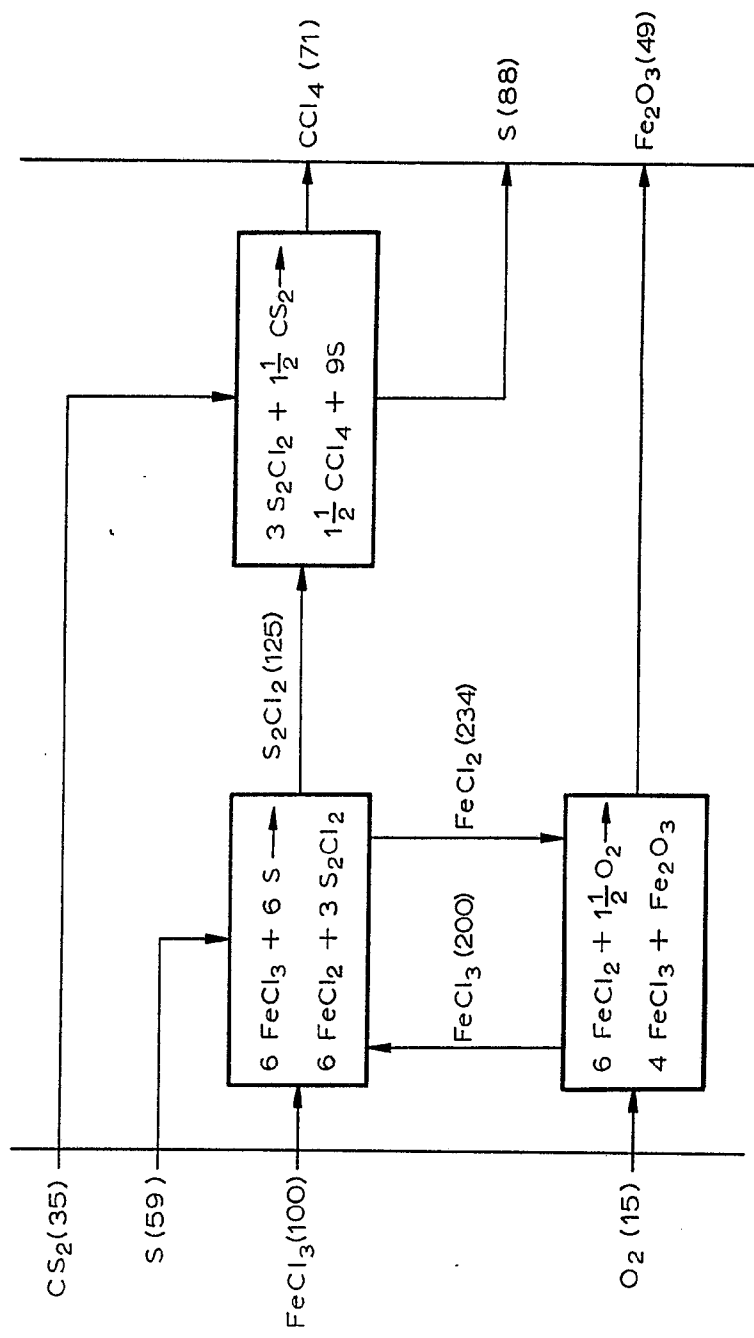 CS₂(35)
S(59)
FeCl₃(100)
O₂ (15)
6 FeCl₃ + 6 S →
6 FeCl₂ + 3 S₂Cl₂
FeCl₃ (200)
FeCl₂ (234)
6 FeCl₂ + 1½ O₂ →
4 FeCl₃ + Fe₂O₃
S₂Cl₂ (125)
3 S₂Cl₂ + 1½ CS₂ →
1½ CCl₄ + 9S
CCl₄ (71)
S (88)
Fe₂O₃(49)